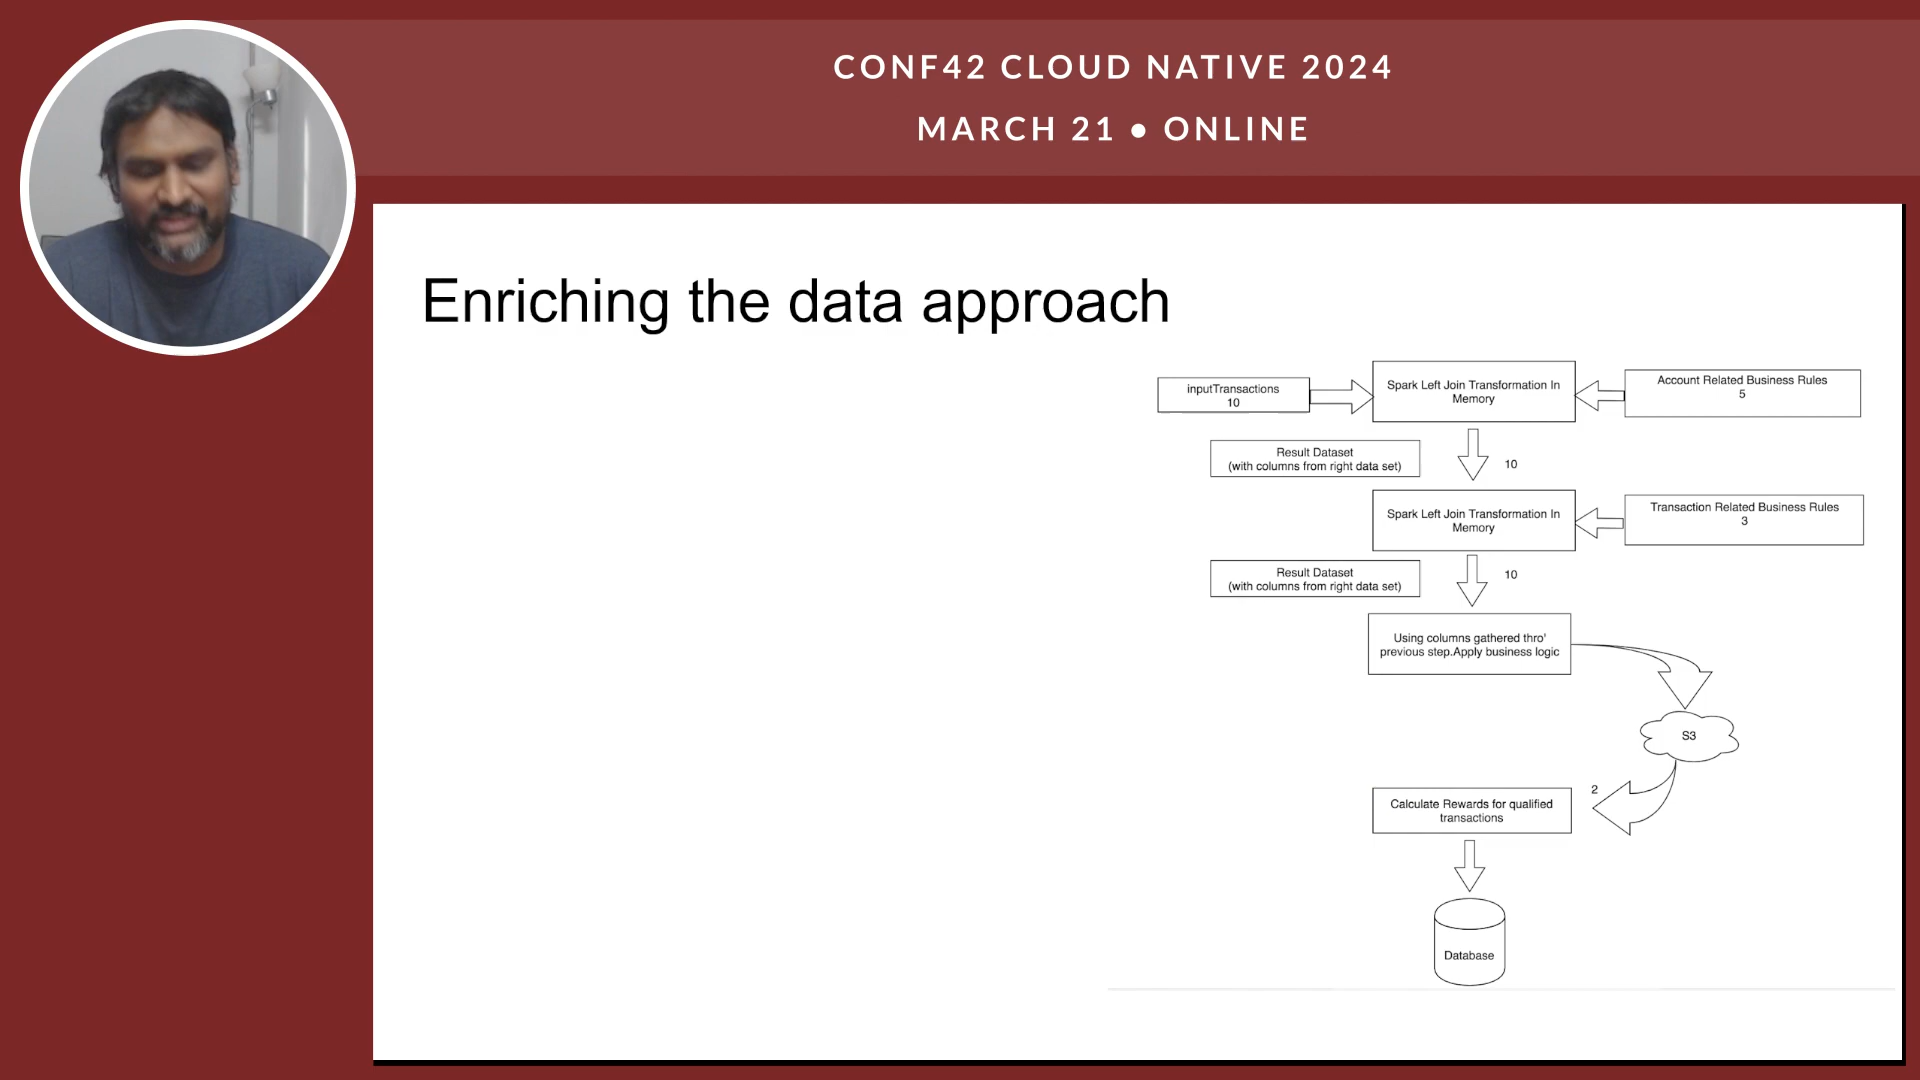 CONF42 CLOUD NATIVE 2024
MARCH 21 • ONLINE
Enriching the data approach
inputTransactions
10
Spark Left Join Transformation In
Memory
Account Related Business Rules
5
Result Dataset
(with columns from right data set)
10
Spark Left Join Transformation In
Memory
Transaction Related Business Rules
3
Result Dataset
(with columns from right data set)
10
Using columns gathered thro'
previous step.Apply business logic
S3
2
Calculate Rewards for qualified
transactions
Database